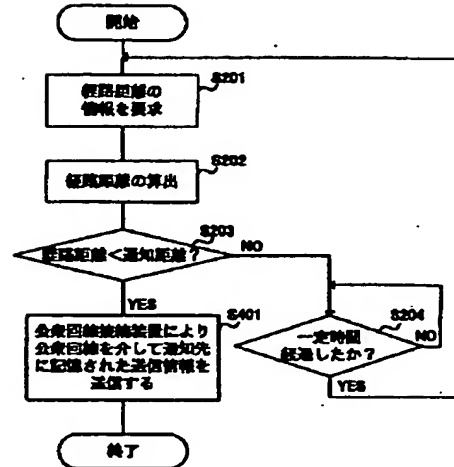 開始
S201
経路距離の
情報を要求
S202
経路距離の算出
S203
経路距離<通知距離?
NO
YES
S401
公衆回線接続装置により
公衆回線を介して通知先
に記憶された送信情報を
送信する
S204
一定時間
経過したか?
NO
YES
終了